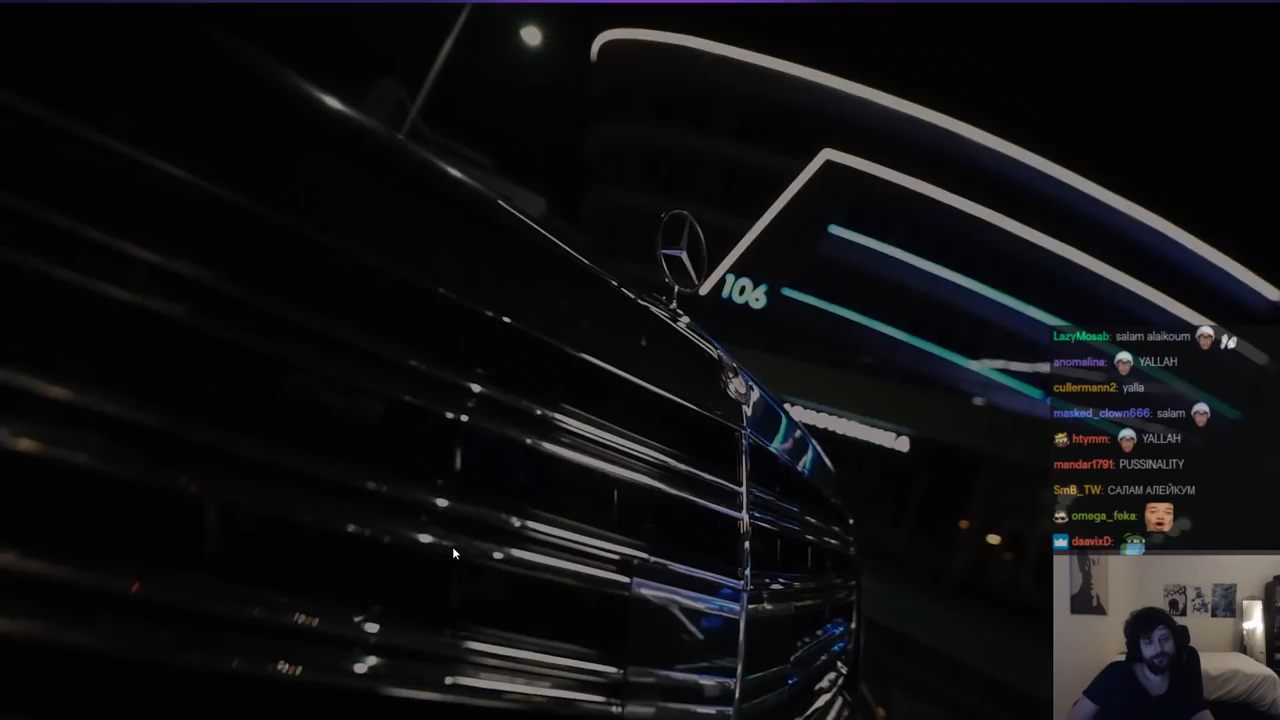 106
LazyMosab: salam alaikoum
anomalina: YALLAH
cullermann2: yalla
masked_clown666: salam
htymm: YALLAH
mandar1791: PUSSINALITY
SmB_TW: САЛАМ АЛЕЙКУМ
omega_feka:
daavixD: